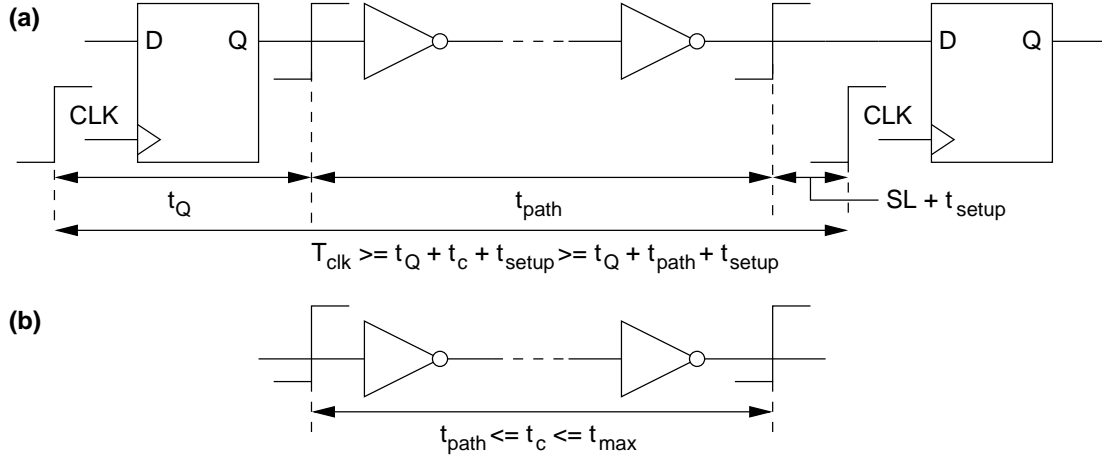 (a)
D Q D Q
CLK CLK
t_Q t_path SL + t_setup
T_clk >= t_Q + t_c + t_setup >= t_Q + t_path + t_setup
(b)
t_path <= t_c <= t_max